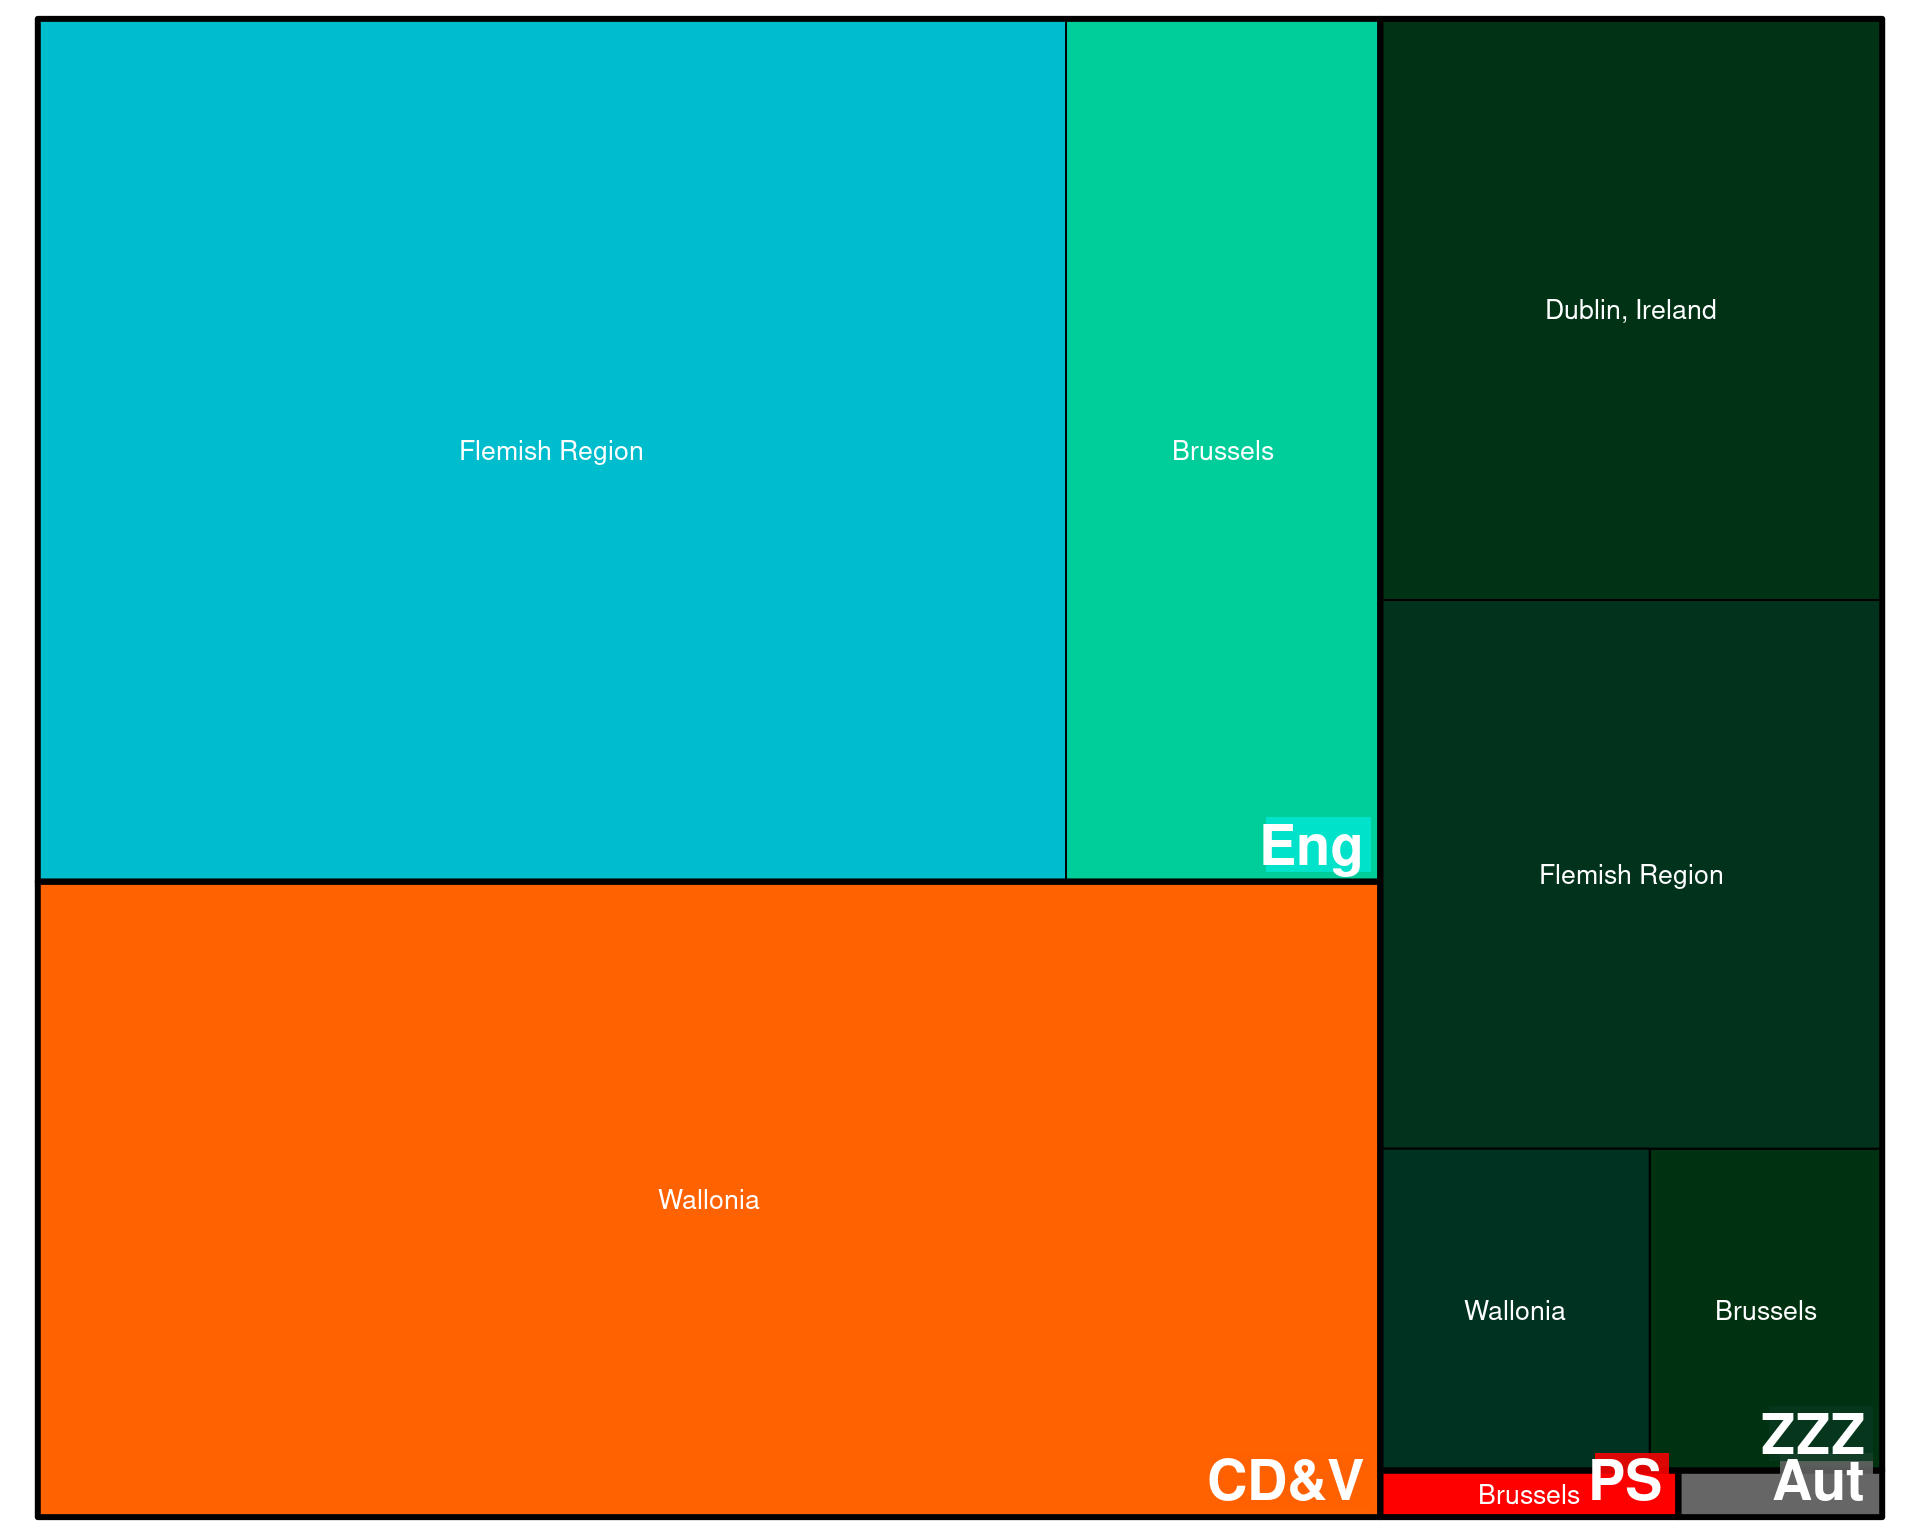 Flemish Region
Brussels
Eng
Wallonia
CD&V
Dublin, Ireland
Flemish Region
Wallonia
Brussels
ZZZ
Brussels
PS
Aut